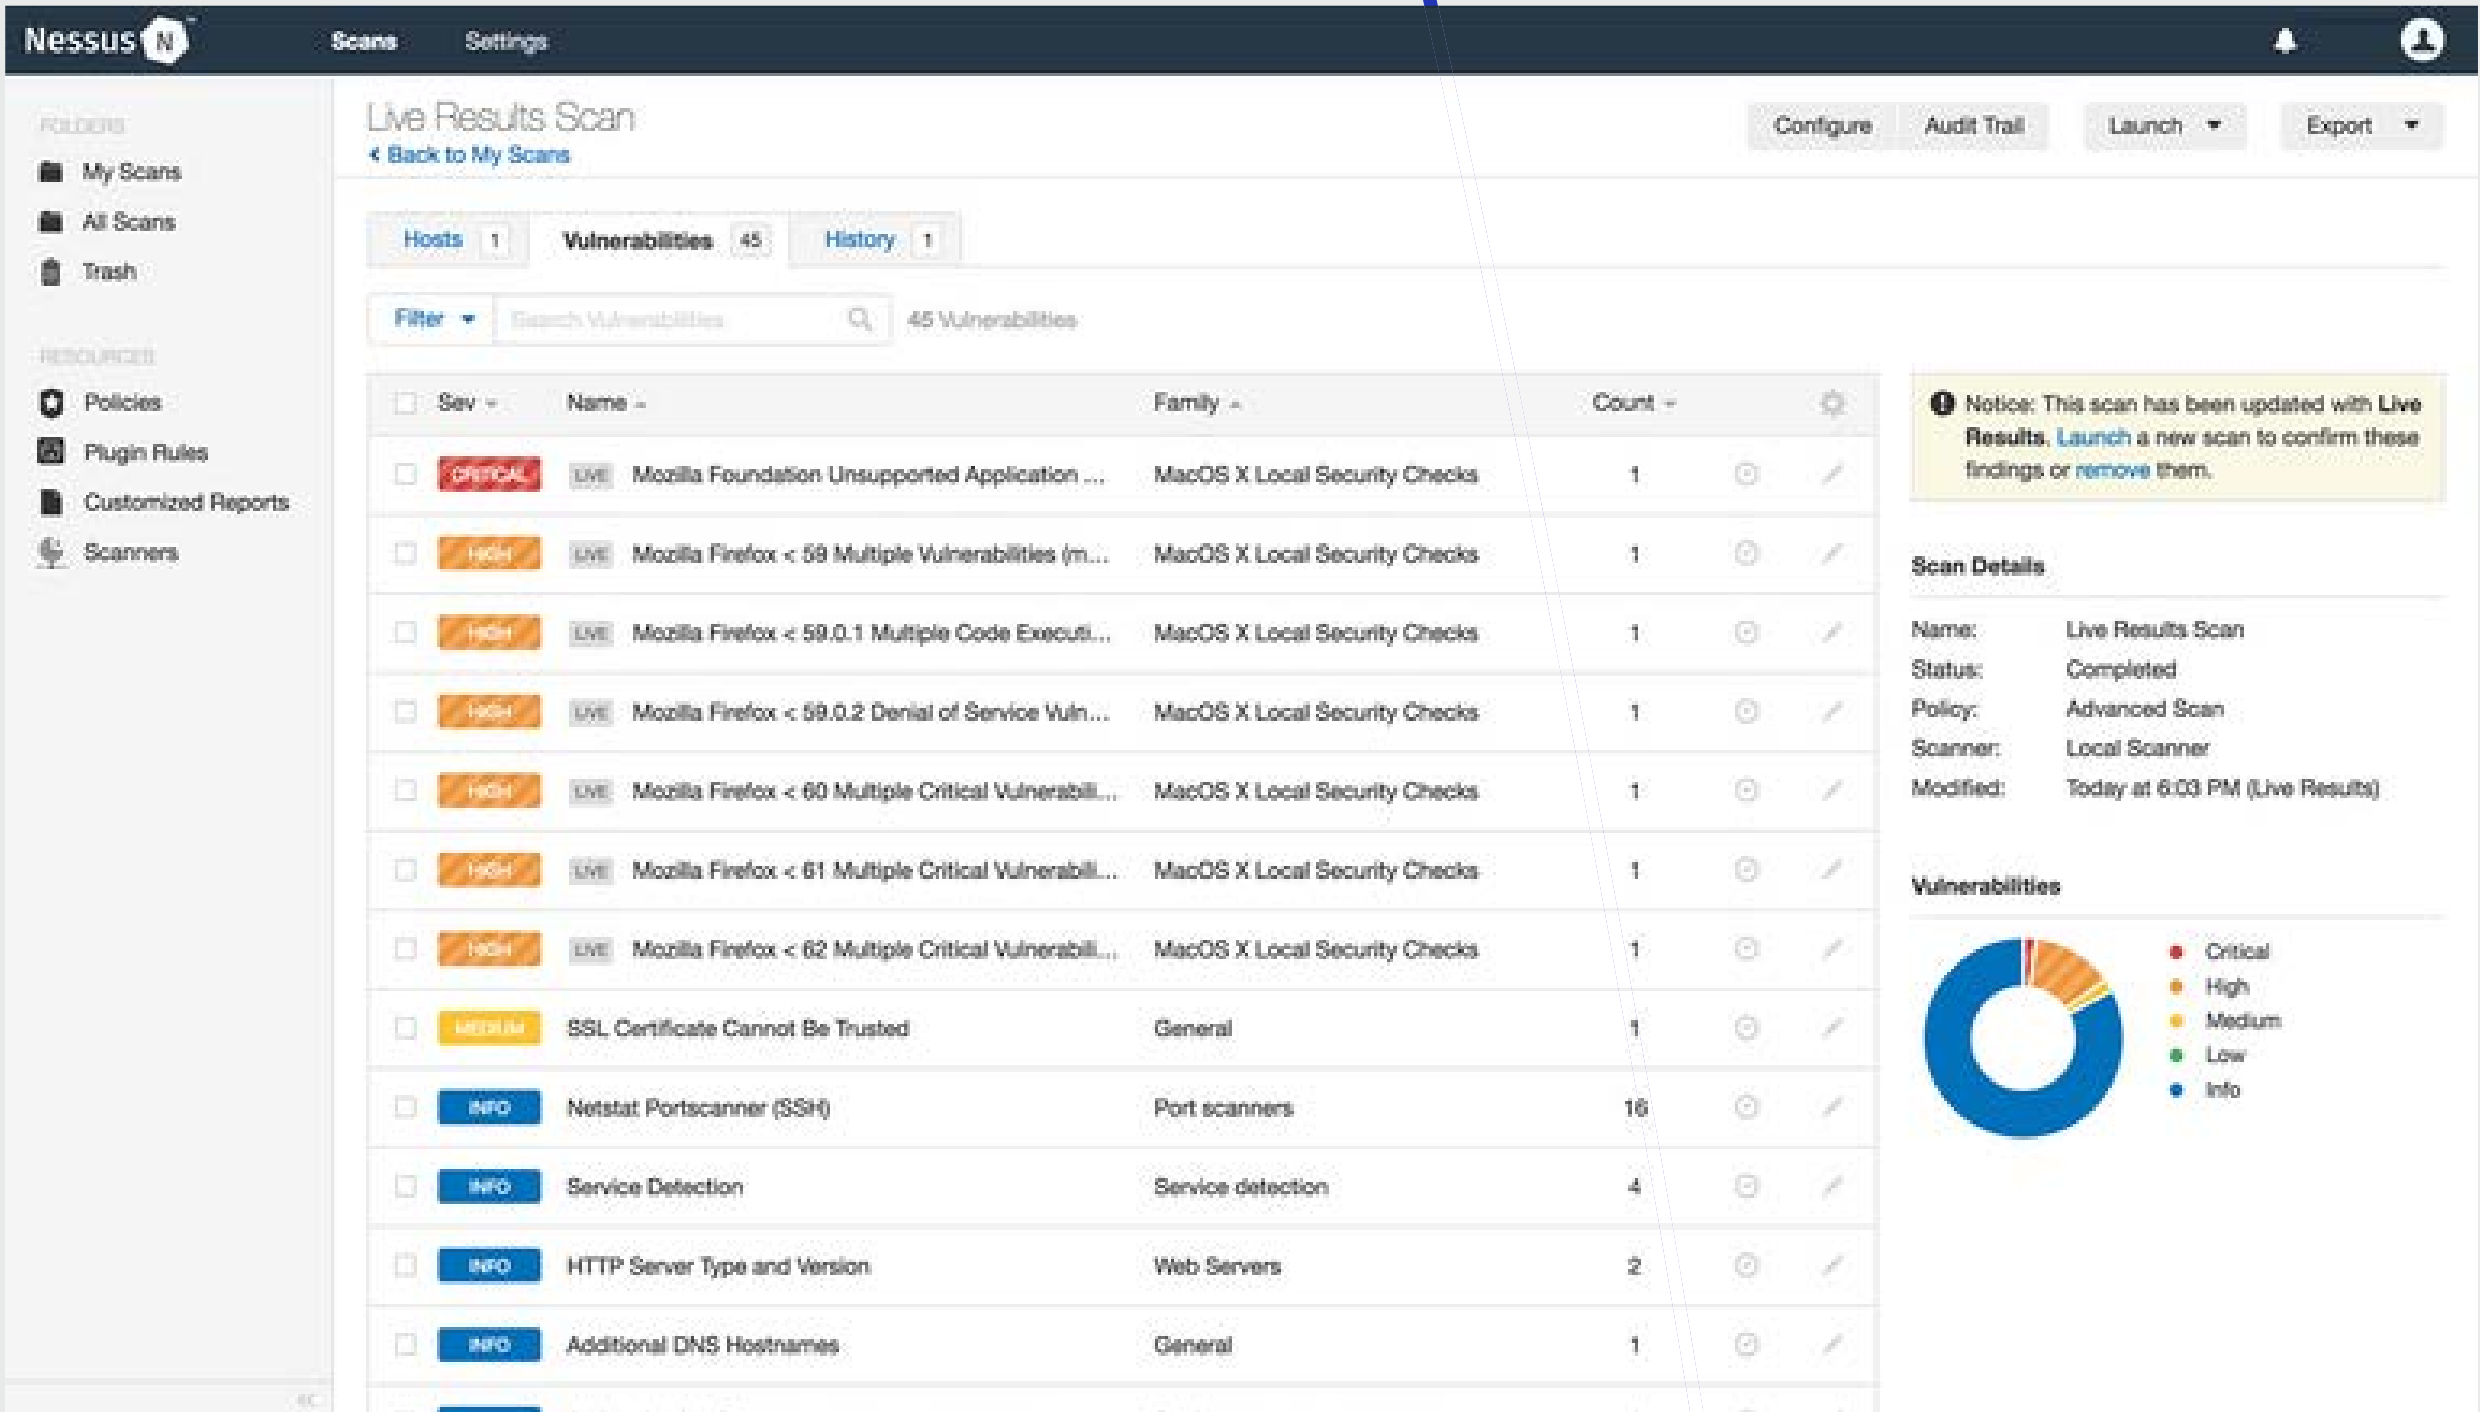 Nessus N
Scans Settings
FOLDERS
My Scans
All Scans
Trash
RESOURCES
Policies
Plugin Rules
Customized Reports
Scanners
Live Results Scan
Back to My Scans
Configure Audit Trail Launch Export
Hosts 1 Vulnerabilities 45 History 1
Filter Search Vulnerabilities 45 Vulnerabilities
Sev Name Family Count
CRITICAL LIVE Mozilla Foundation Unsupported Application ... MacOS X Local Security Checks 1
HIGH LIVE Mozilla Firefox < 59 Multiple Vulnerabilities (m... MacOS X Local Security Checks 1
HIGH LIVE Mozilla Firefox < 59.0.1 Multiple Code Executi... MacOS X Local Security Checks 1
HIGH LIVE Mozilla Firefox < 59.0.2 Denial of Service Vuln... MacOS X Local Security Checks 1
HIGH LIVE Mozilla Firefox < 60 Multiple Critical Vulnerabili... MacOS X Local Security Checks 1
HIGH LIVE Mozilla Firefox < 61 Multiple Critical Vulnerabili... MacOS X Local Security Checks 1
HIGH LIVE Mozilla Firefox < 62 Multiple Critical Vulnerabili... MacOS X Local Security Checks 1
MEDIUM SSL Certificate Cannot Be Trusted General 1
INFO Netstat Portscanner (SSH) Port scanners 16
INFO Service Detection Service detection 4
INFO HTTP Server Type and Version Web Servers 2
INFO Additional DNS Hostnames General 1
Notice: This scan has been updated with Live
Results. Launch a new scan to confirm these
findings or remove them.
Scan Details
Name: Live Results Scan
Status: Completed
Policy: Advanced Scan
Scanner: Local Scanner
Modified: Today at 6:03 PM (Live Results)
Vulnerabilities
Critical
High
Medium
Low
Info